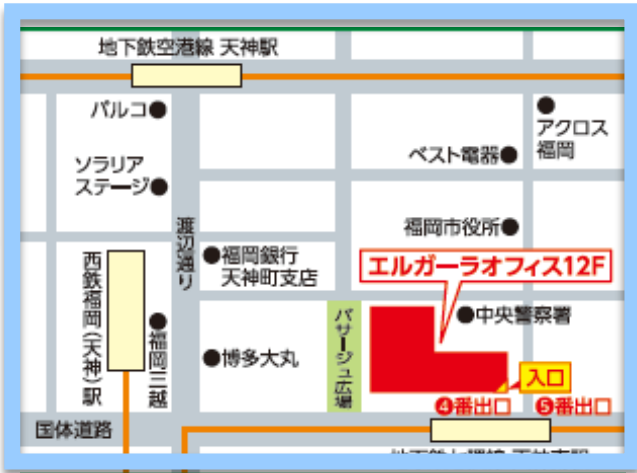 地下鉄空港線 天神駅
パルコ●
●
アクロス
福岡
ベスト電器●
ソラリア
ステージ●
渡辺通り
福岡市役所●
●福岡銀行
天神町支店
エルガーラオフィス12F
西鉄福岡(天神)駅
●福岡三越
●博多大丸
パサージュ広場
●中央警察署
入口
❹番出口
❺番出口
国体道路